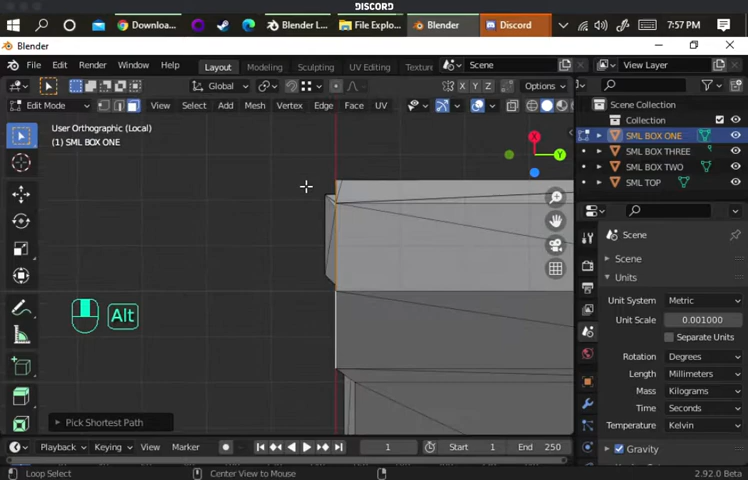 DISCORD
Downloa...
Blender L...
File Explo...
Blender
Discord
7:57 PM
Blender
File Edit Render Window Help Layout Modeling Sculpting UV Editing Textur Scene View Layer
Global XYZ Options
Edit Mode View Select Add Mesh Vertex Edge Face UV
User Orthographic (Local)
(1) SML BOX ONE
Y
Alt
Pick Shortest Path
Scene Collection
Collection
SML BOX ONE
SML BOX THREE
SML BOX TWO
SML TOP
Scene
Scene
Units
Unit System Metric
Unit Scale 0.001000
Separate Units
Rotation Degrees
Length Millimeters
Mass Kilograms
Time Seconds
Temperature Kelvin
Gravity
Playback Keying View Marker 1 Start 1 End 250
Loop Select Center View to Mouse 2.92.0 Beta